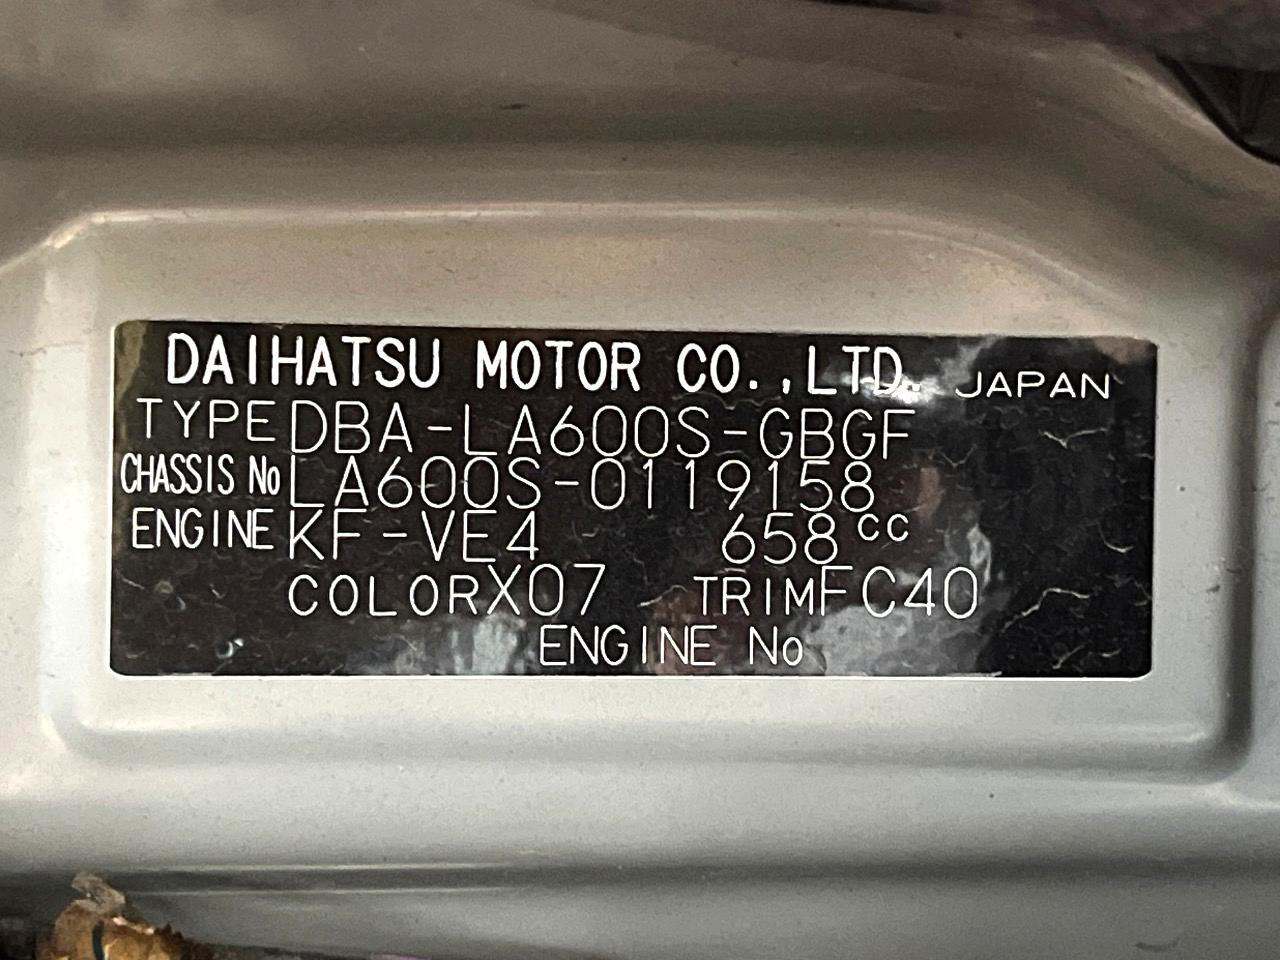 DAIHATSU MOTOR CO.,LTD. JAPAN
TYPE DBA-LA600S-GBGF
CHASSIS No LA600S-0119158
ENGINE KF-VE4 658cc
COLOR X07 TRIM FC40
ENGINE No